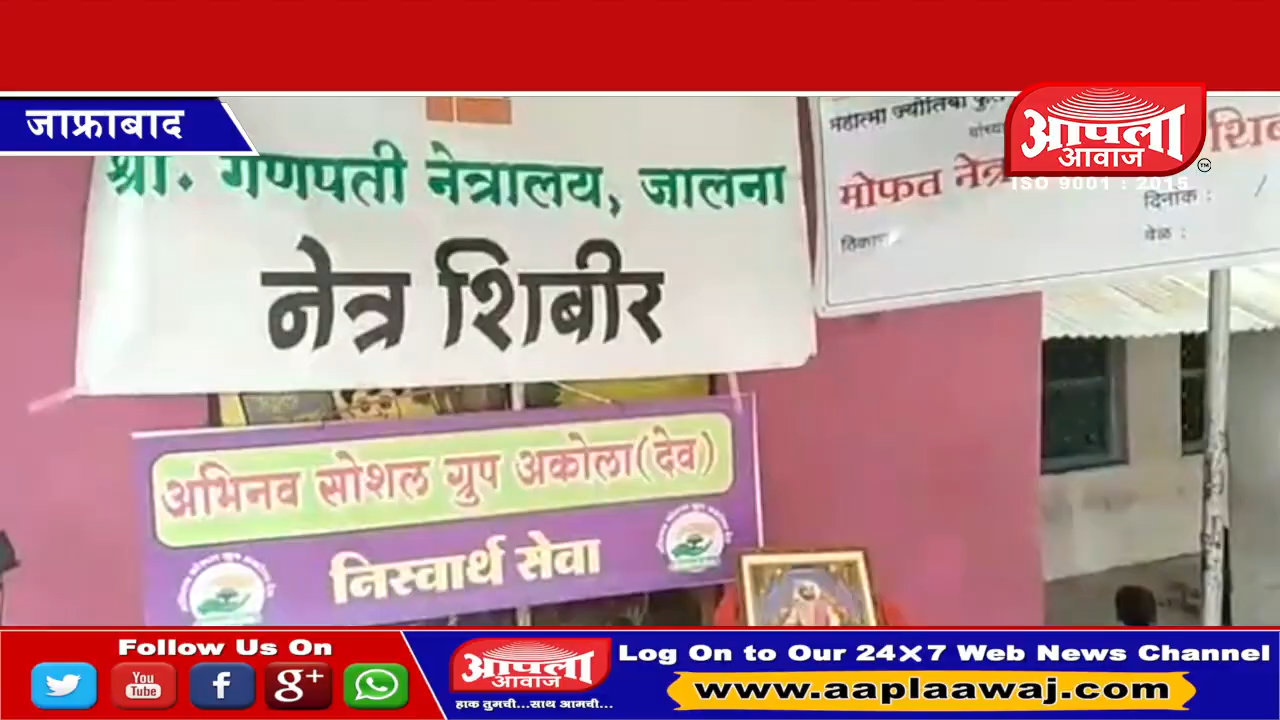 जाफ्राबाद
श्री. गणपती नेत्रालय, जालना
नेत्र शिबीर
अभिनव सोशल ग्रुप अकोला(देव)
निस्वार्थ सेवा
महात्मा ज्योतिबा
मोफत नेत्र
दिनांक : /
वेळ :
आपला
आवाज
TM
ISO 9001 : 2015
Follow Us On
You
Tube
f
g+
आपला
आवाज
हाक तुमची...साथ आमची...
Log On to Our 24x7 Web News Channel
www.aaplaawaj.com